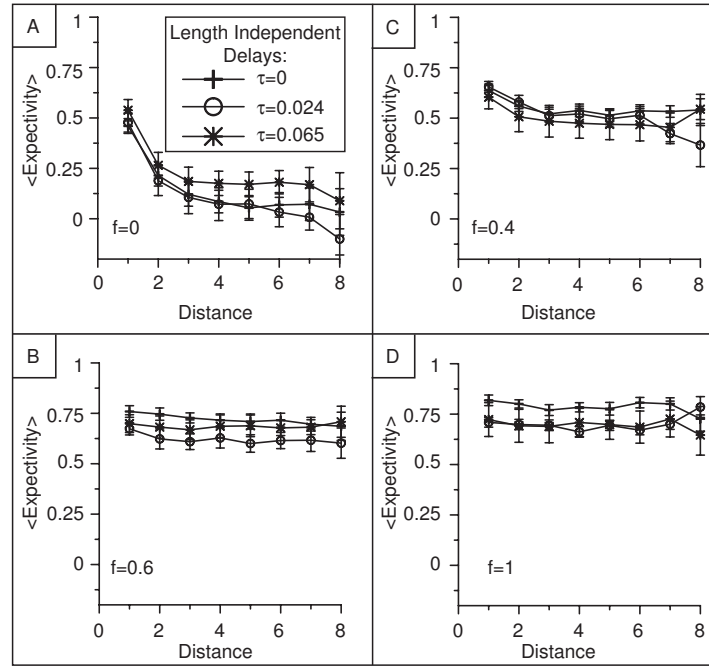 A
1
0.75
0.5
0.25
0
<Expectivity>
Length Independent
Delays:
τ=0
τ=0.024
τ=0.065
f=0
0 2 4 6 8
Distance
C
1
0.75
0.5
0.25
0
<Expectivity>
f=0.4
0 2 4 6 8
Distance
B
1
0.75
0.5
0.25
0
<Expectivity>
f=0.6
0 2 4 6 8
Distance
D
1
0.75
0.5
0.25
0
<Expectivity>
f=1
0 2 4 6 8
Distance